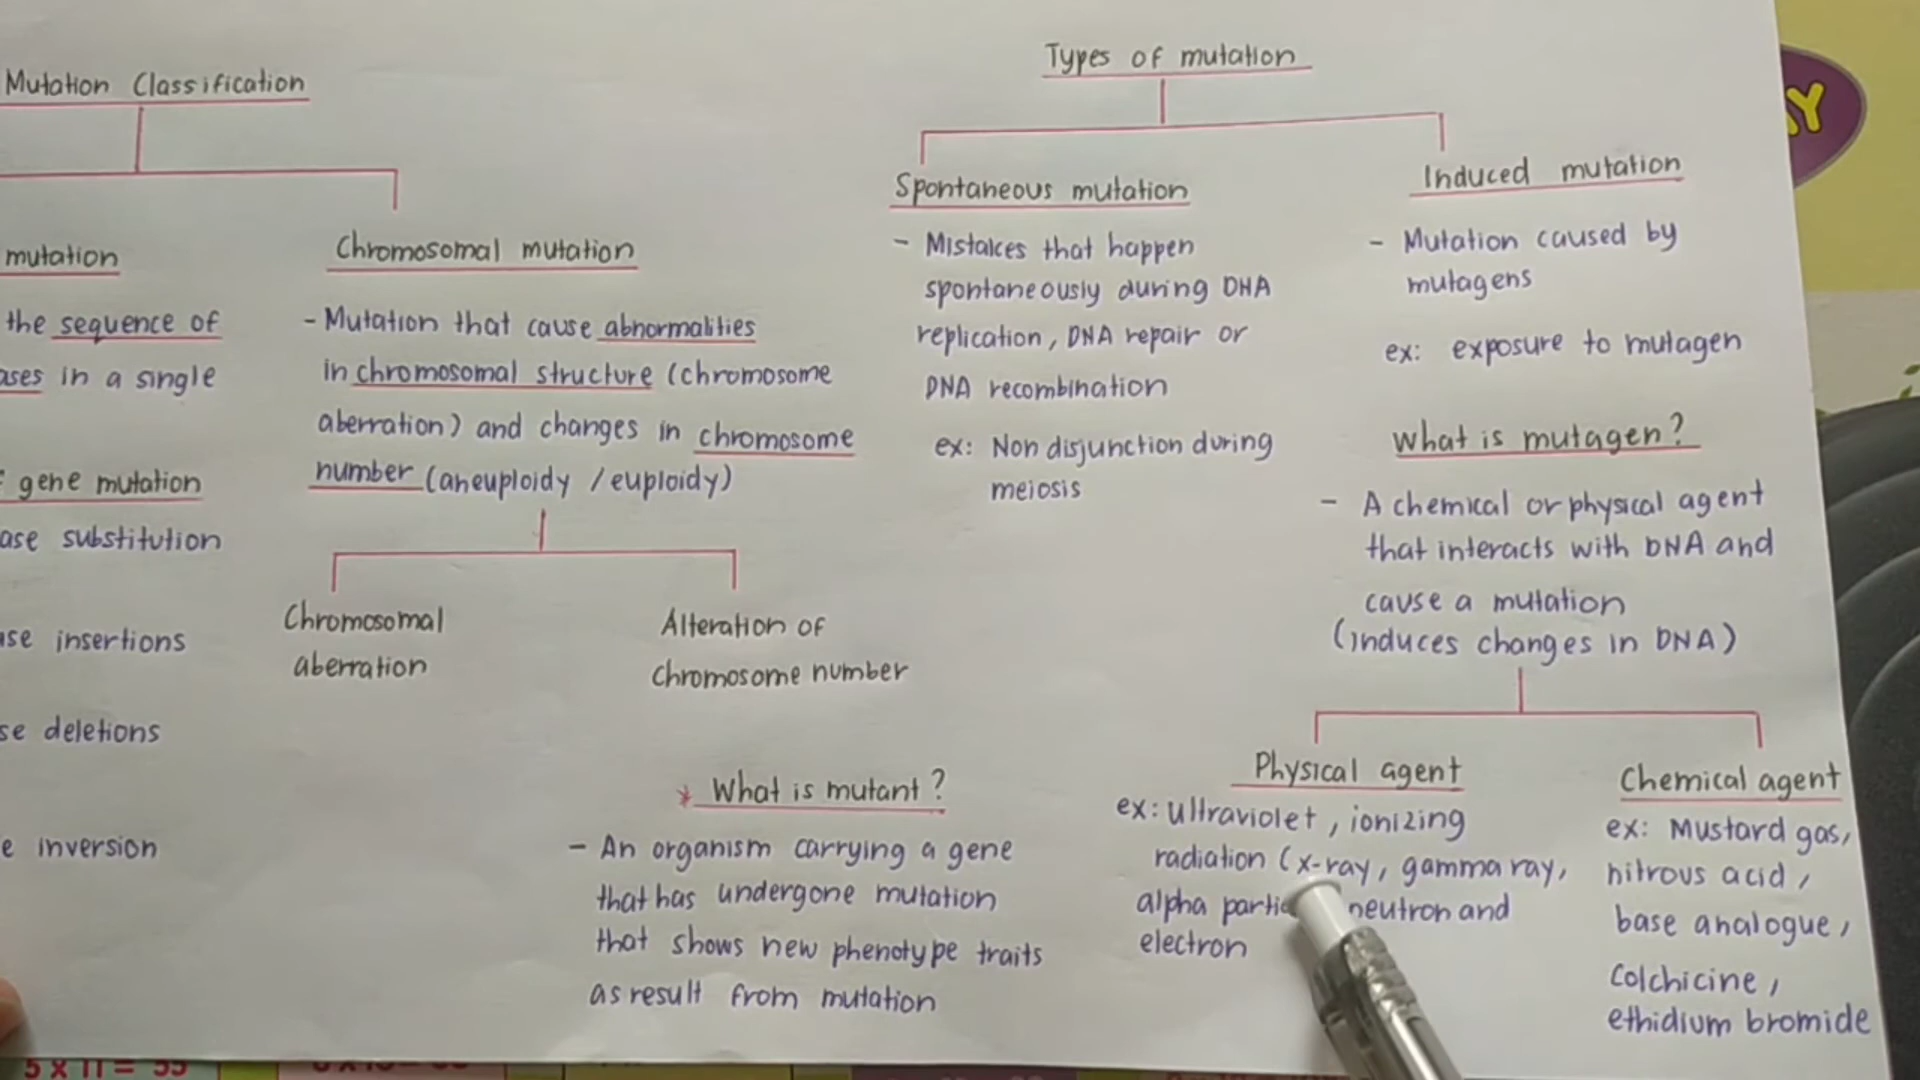 Mutation Classification
mutation
the sequence of
in a single
gene mutation
substitution
insertions
deletions
inversion
Chromosomal mutation
- Mutation that cause abnormalities
in chromosomal structure (chromosome
aberration) and changes in chromosome
number (aneuploidy / euploidy)
Chromosomal
aberration
Alteration of
chromosome number
* What is mutant?
- An organism carrying a gene
that has undergone mutation
that shows new phenotype traits
as result from mutation
Types of mutation
Spontaneous mutation
- Mistakes that happen
spontaneously during DNA
replication, DNA repair or
DNA recombination
ex: Non disjunction during
meiosis
Induced mutation
- Mutation caused by
mutagens
ex: exposure to mutagen
What is mutagen?
- A chemical or physical agent
that interacts with DNA and
cause a mutation
(induces changes in DNA)
Physical agent
ex: ultraviolet, ionizing
radiation (x-ray, gamma ray,
alpha neutron and
electron
Chemical agent
ex: Mustard gas,
nitrous acid,
base analogue,
colchicine,
ethidium bromide
5 x 11 = 55